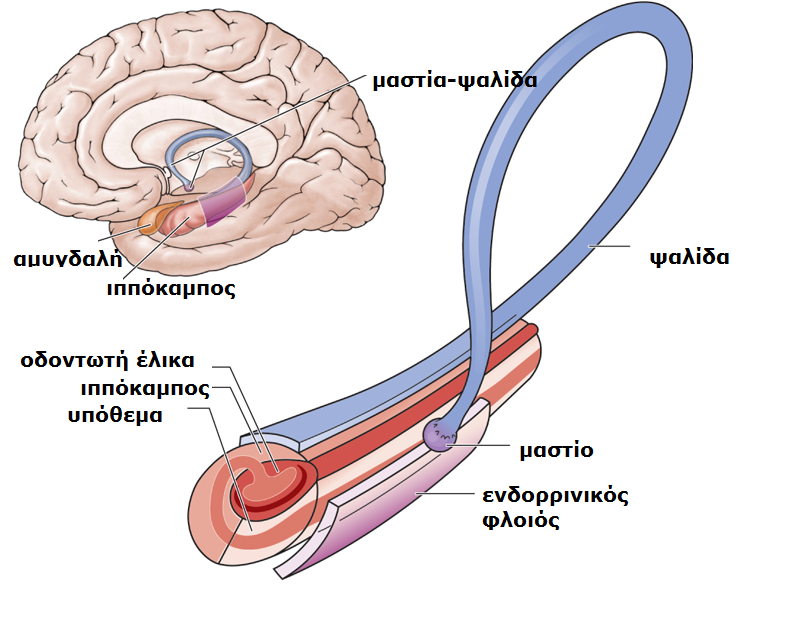 μαστία-ψαλίδα
αμυγδαλή
ιππόκαμπος
ψαλίδα
οδοντωτή έλικα
ιππόκαμπος
υπόθεμα
μαστίο
ενδορρινικός
φλοιός